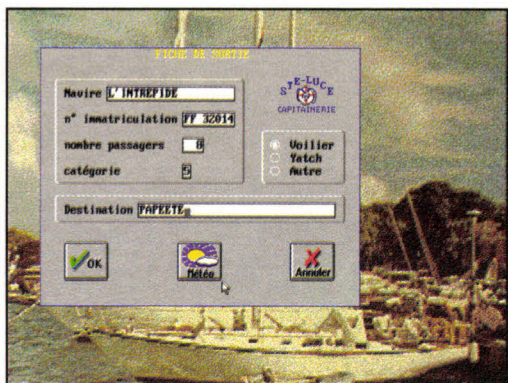 FICHE DE SORTIE
Navire L'INTREPIDE
STE-LUCE
CAPITAINERIE
n° immatriculation FF 32014
nombre passagers 8
catégorie 5
Voilier
Yatch
Autre
Destination PAPEETE
OK
Météo
Annuler